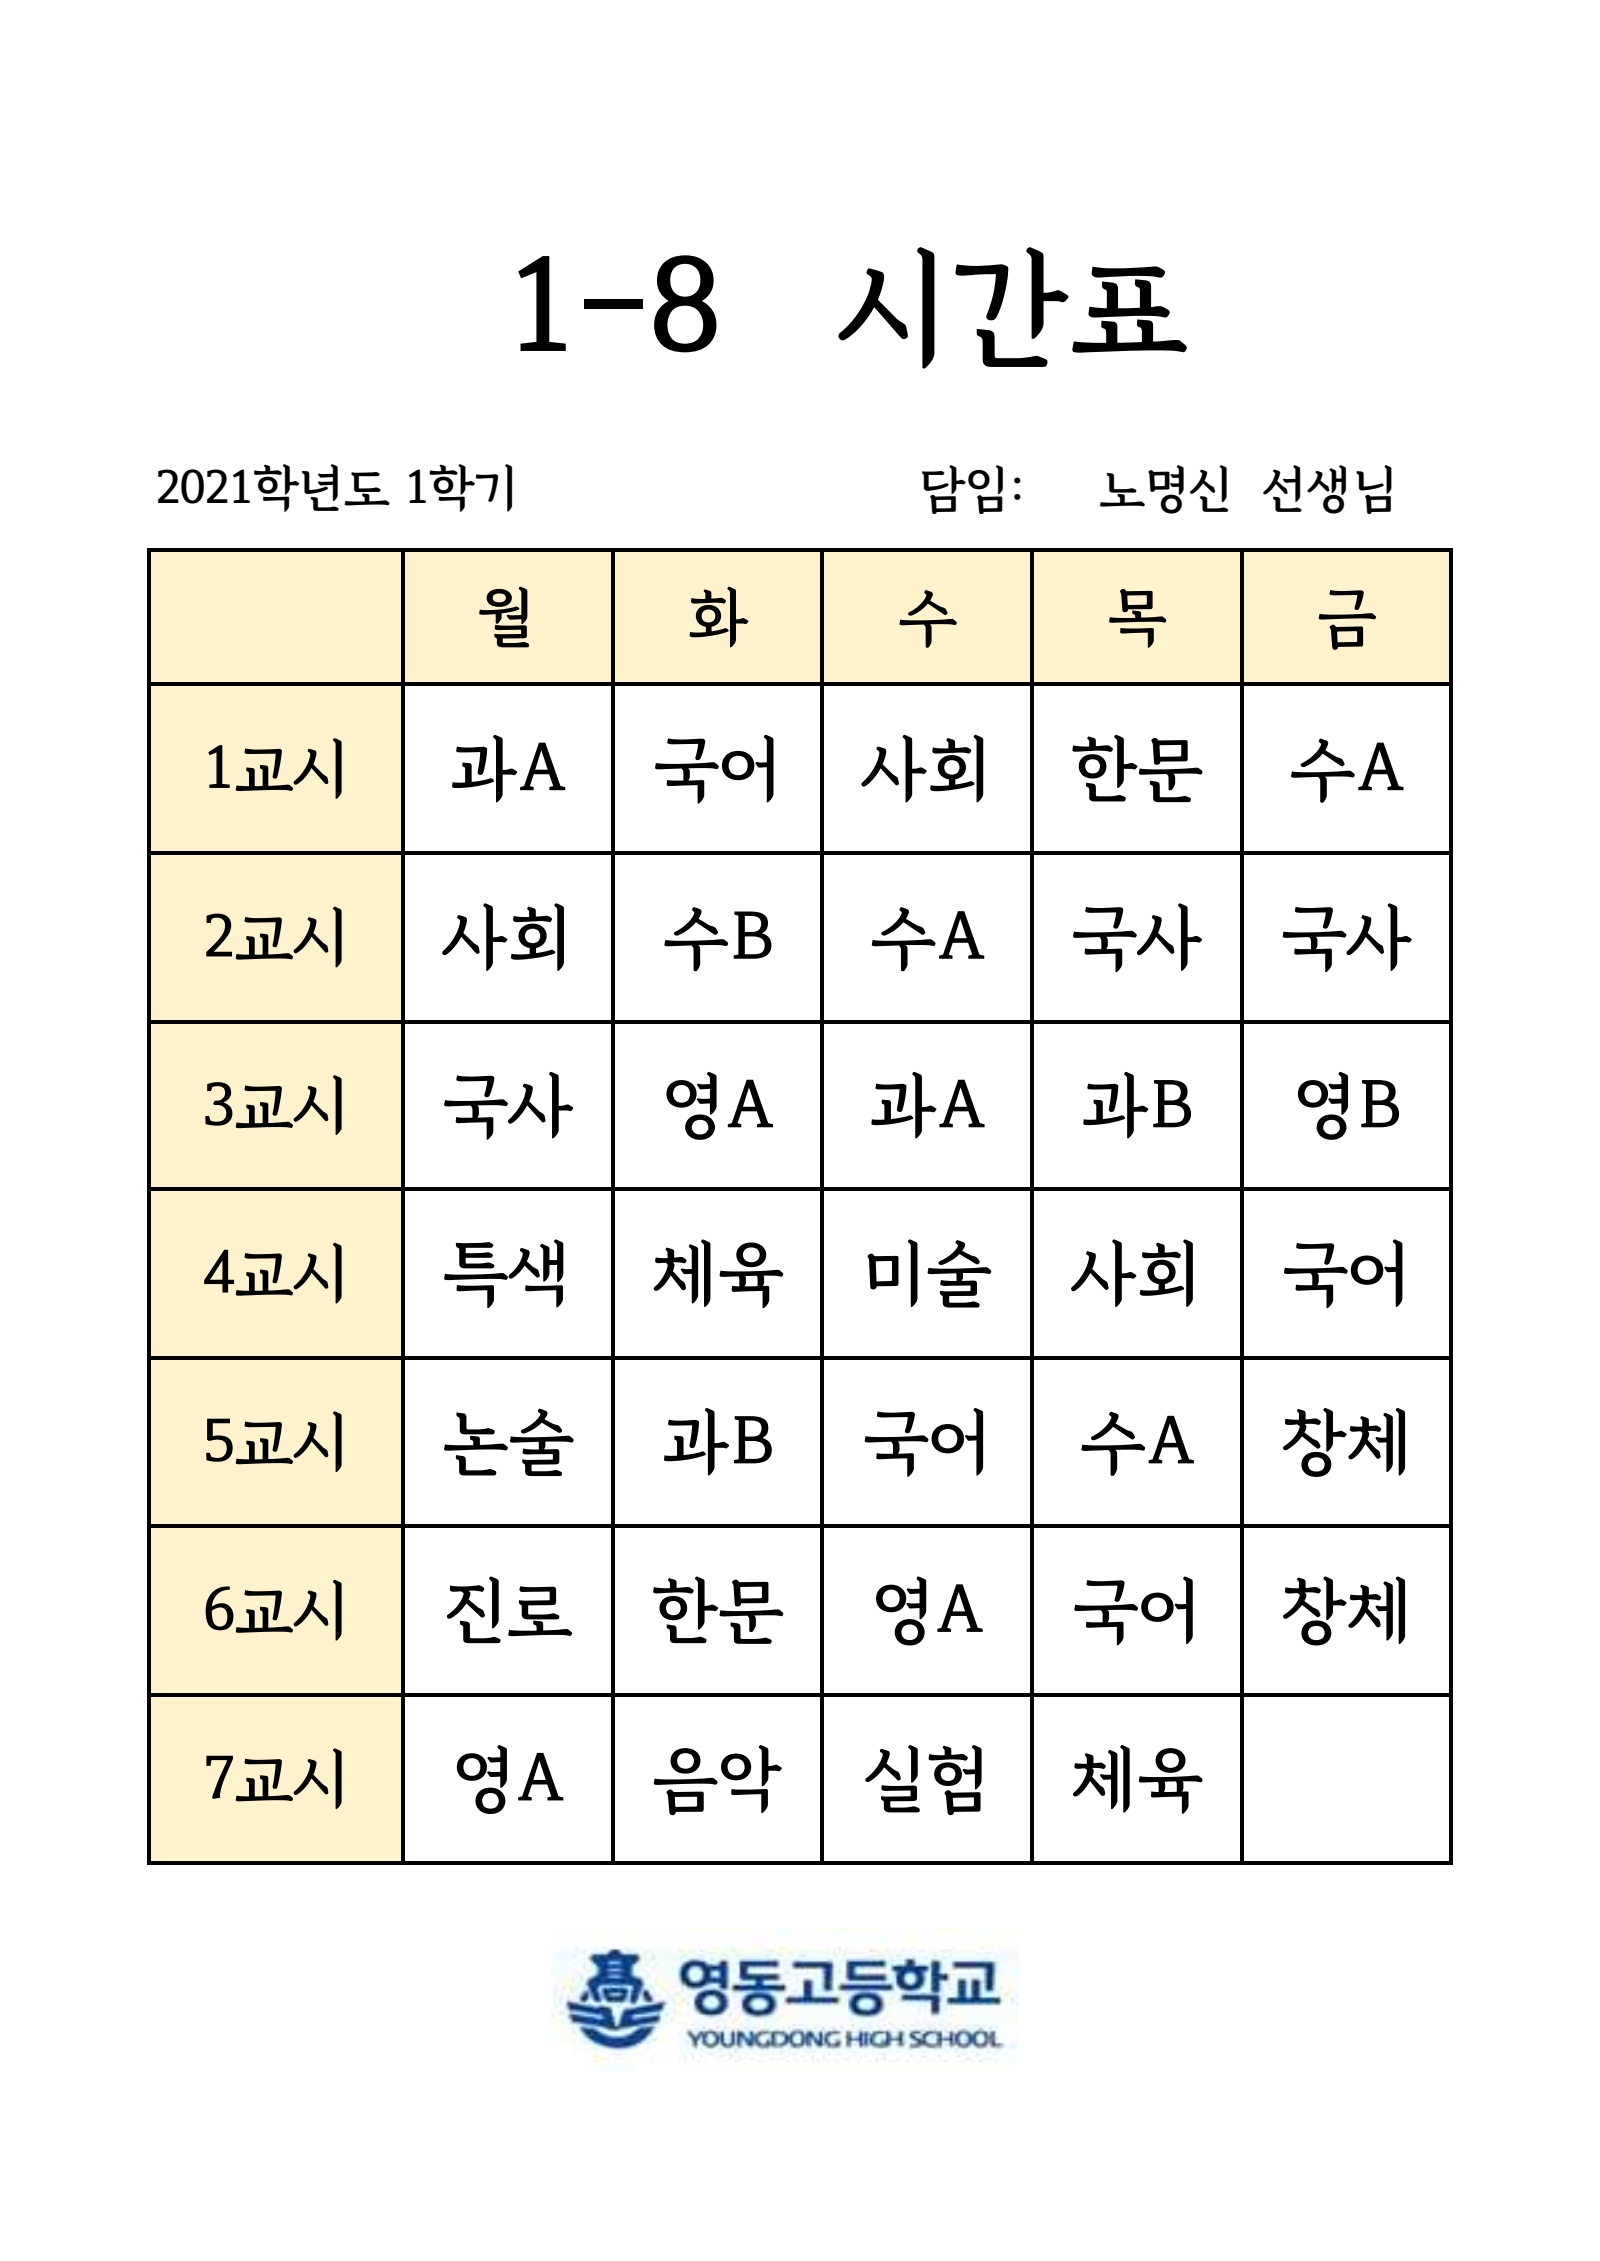 1-8 시간표
2021학년도 1학기 담임: 노명신 선생님
월 화 수 목 금
1교시 과A 국어 사회 한문 수A
2교시 사회 수B 수A 국사 국사
3교시 국사 영A 과A 과B 영B
4교시 특색 체육 미술 사회 국어
5교시 논술 과B 국어 수A 창체
6교시 진로 한문 영A 국어 창체
7교시 영A 음악 실험 체육
高
영동고등학교
YOUNGDONG HIGH SCHOOL